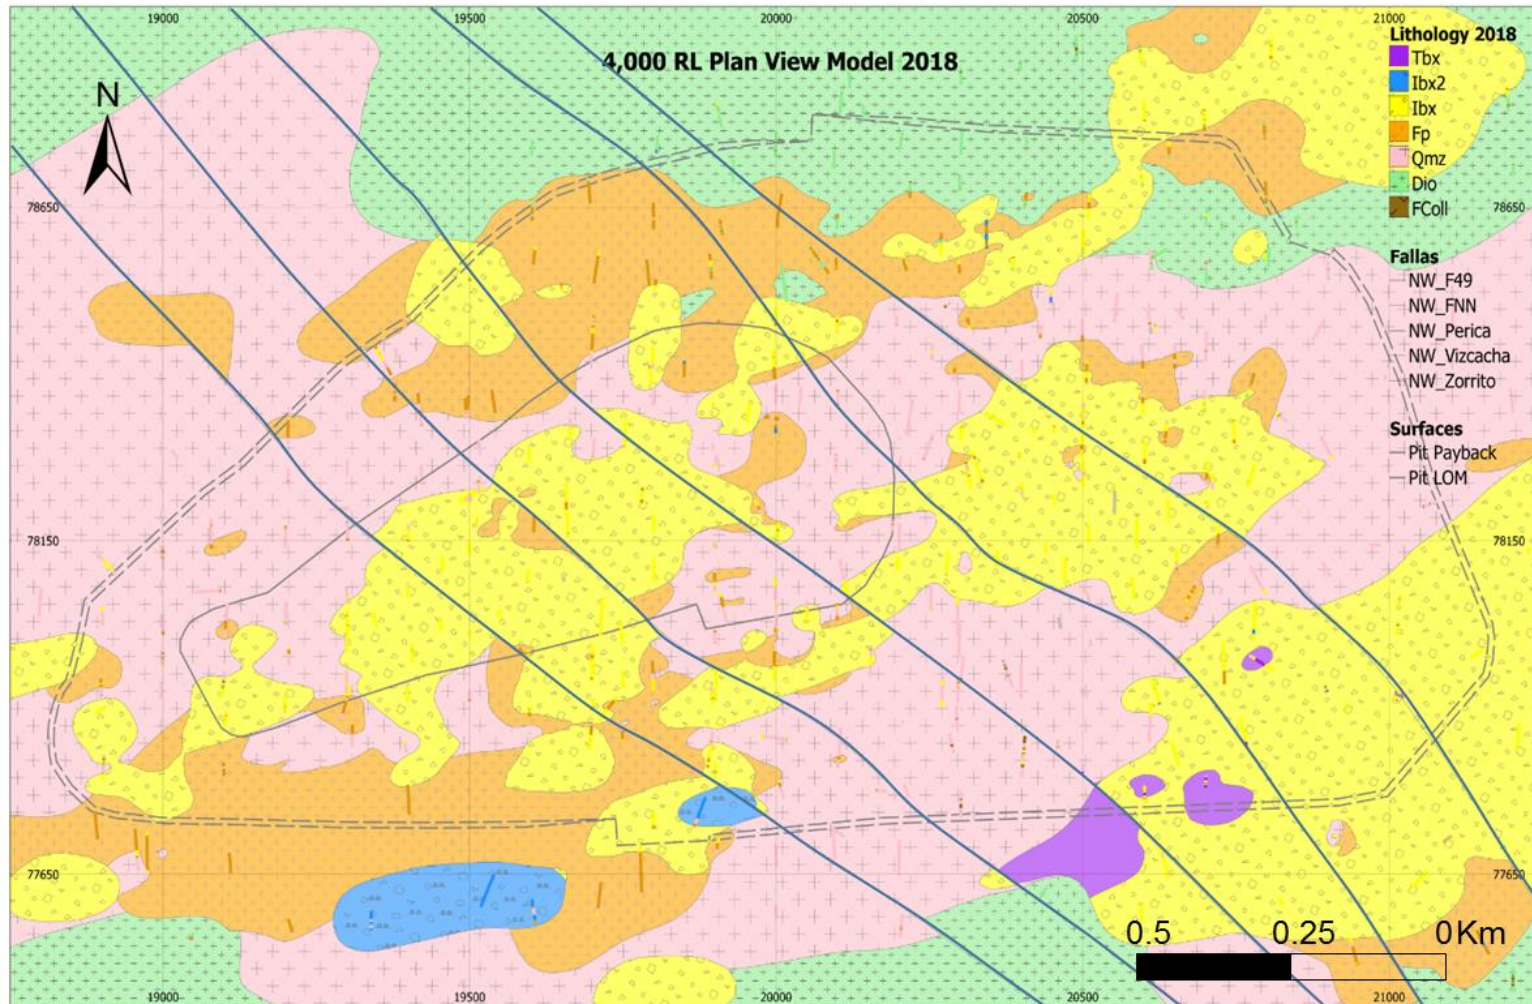 19000 19500 20000 20500 21000
4,000 RL Plan View Model 2018
N
Lithology 2018
Tbx
Ibx2
Ibx
Fp
Qmz
Dio
FColl
78650 78650
Fallas
NW_F49
NW_FNN
NW_Perica
NW_Vizcacha
NW_Zorrito
Surfaces
Pit Payback
Pit LOM
78150 78150
77650 77650
0.5 0.25 0Km
19000 19500 20000 20500 21000